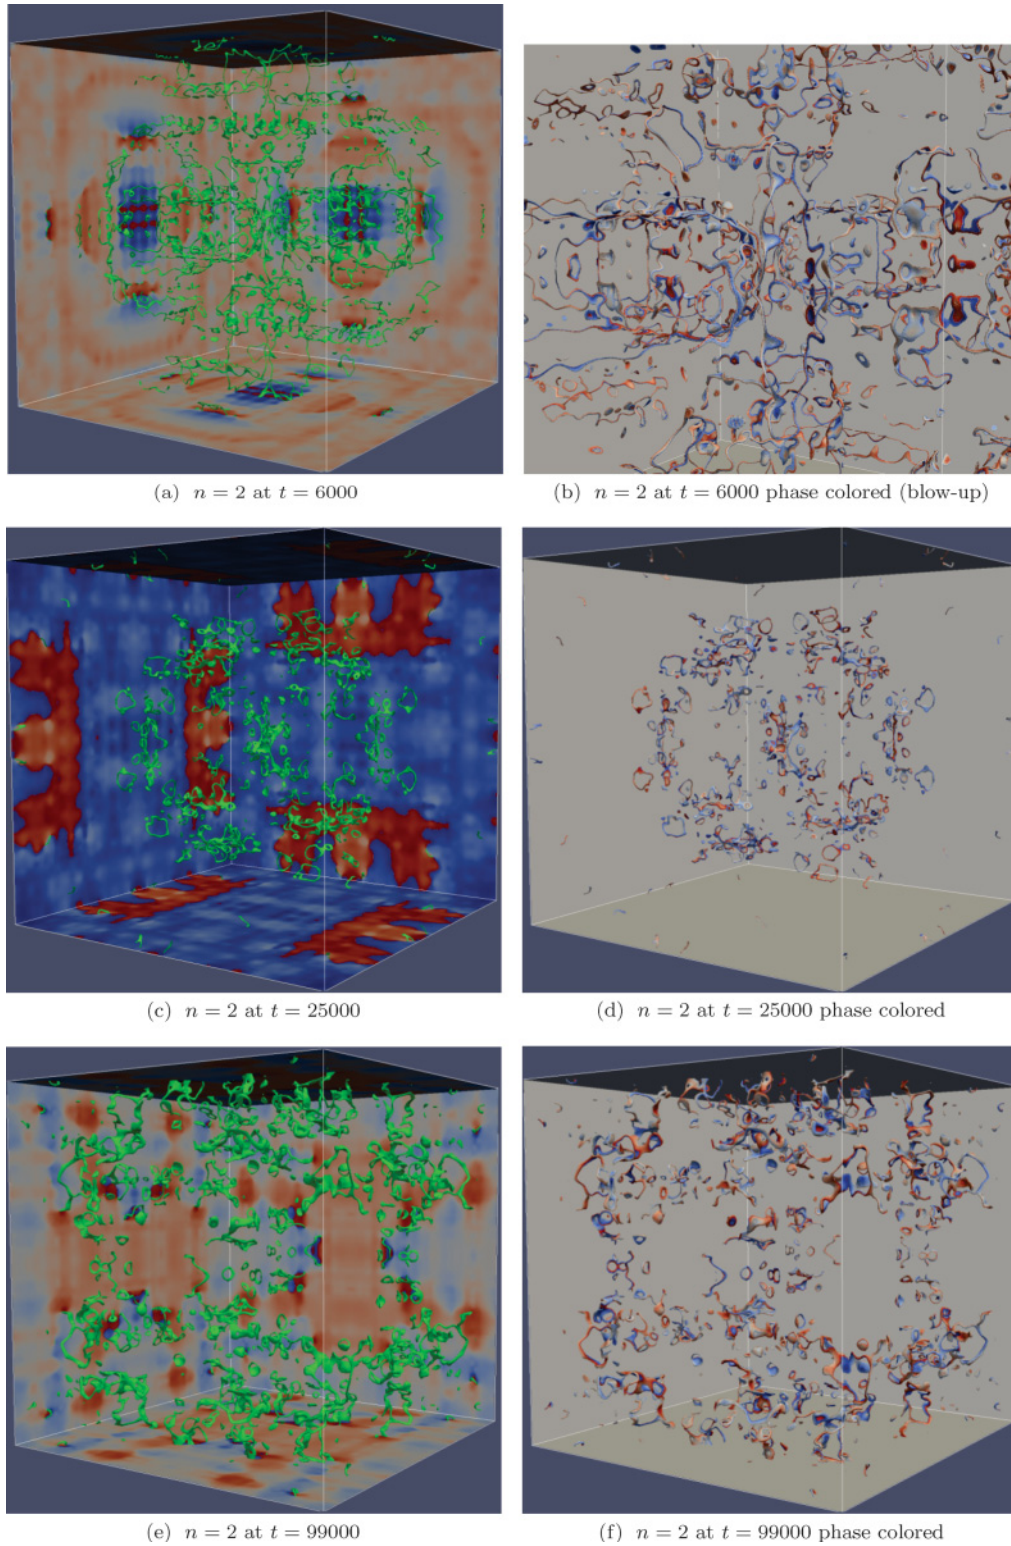 (a) n = 2 at t = 6000
(b) n = 2 at t = 6000 phase colored (blow-up)
(c) n = 2 at t = 25000
(d) n = 2 at t = 25000 phase colored
(e) n = 2 at t = 99000
(f) n = 2 at t = 99000 phase colored